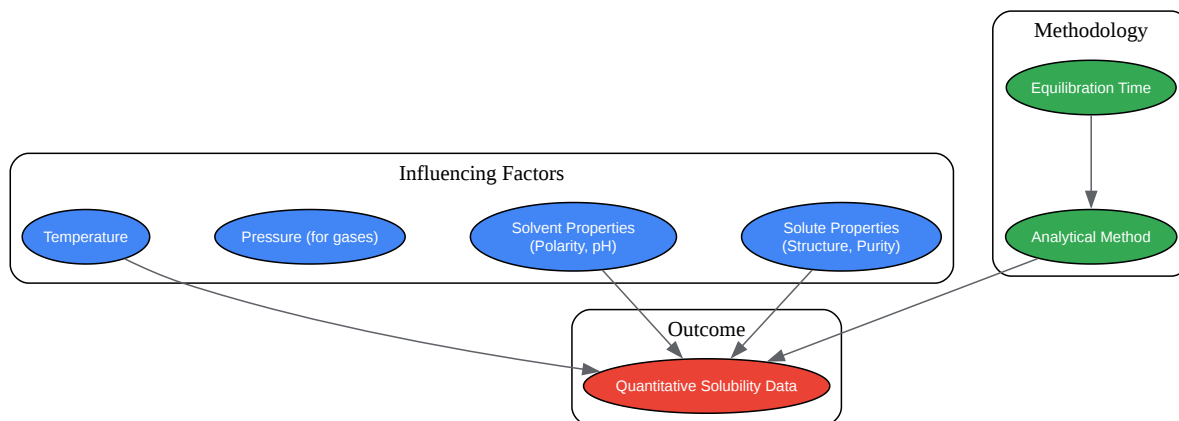 Methodology
Equilibration Time
Influencing Factors
Temperature
Pressure (for gases)
Solvent Properties
(Polarity, pH)
Solute Properties
(Structure, Purity)
Analytical Method
Outcome
Quantitative Solubility Data